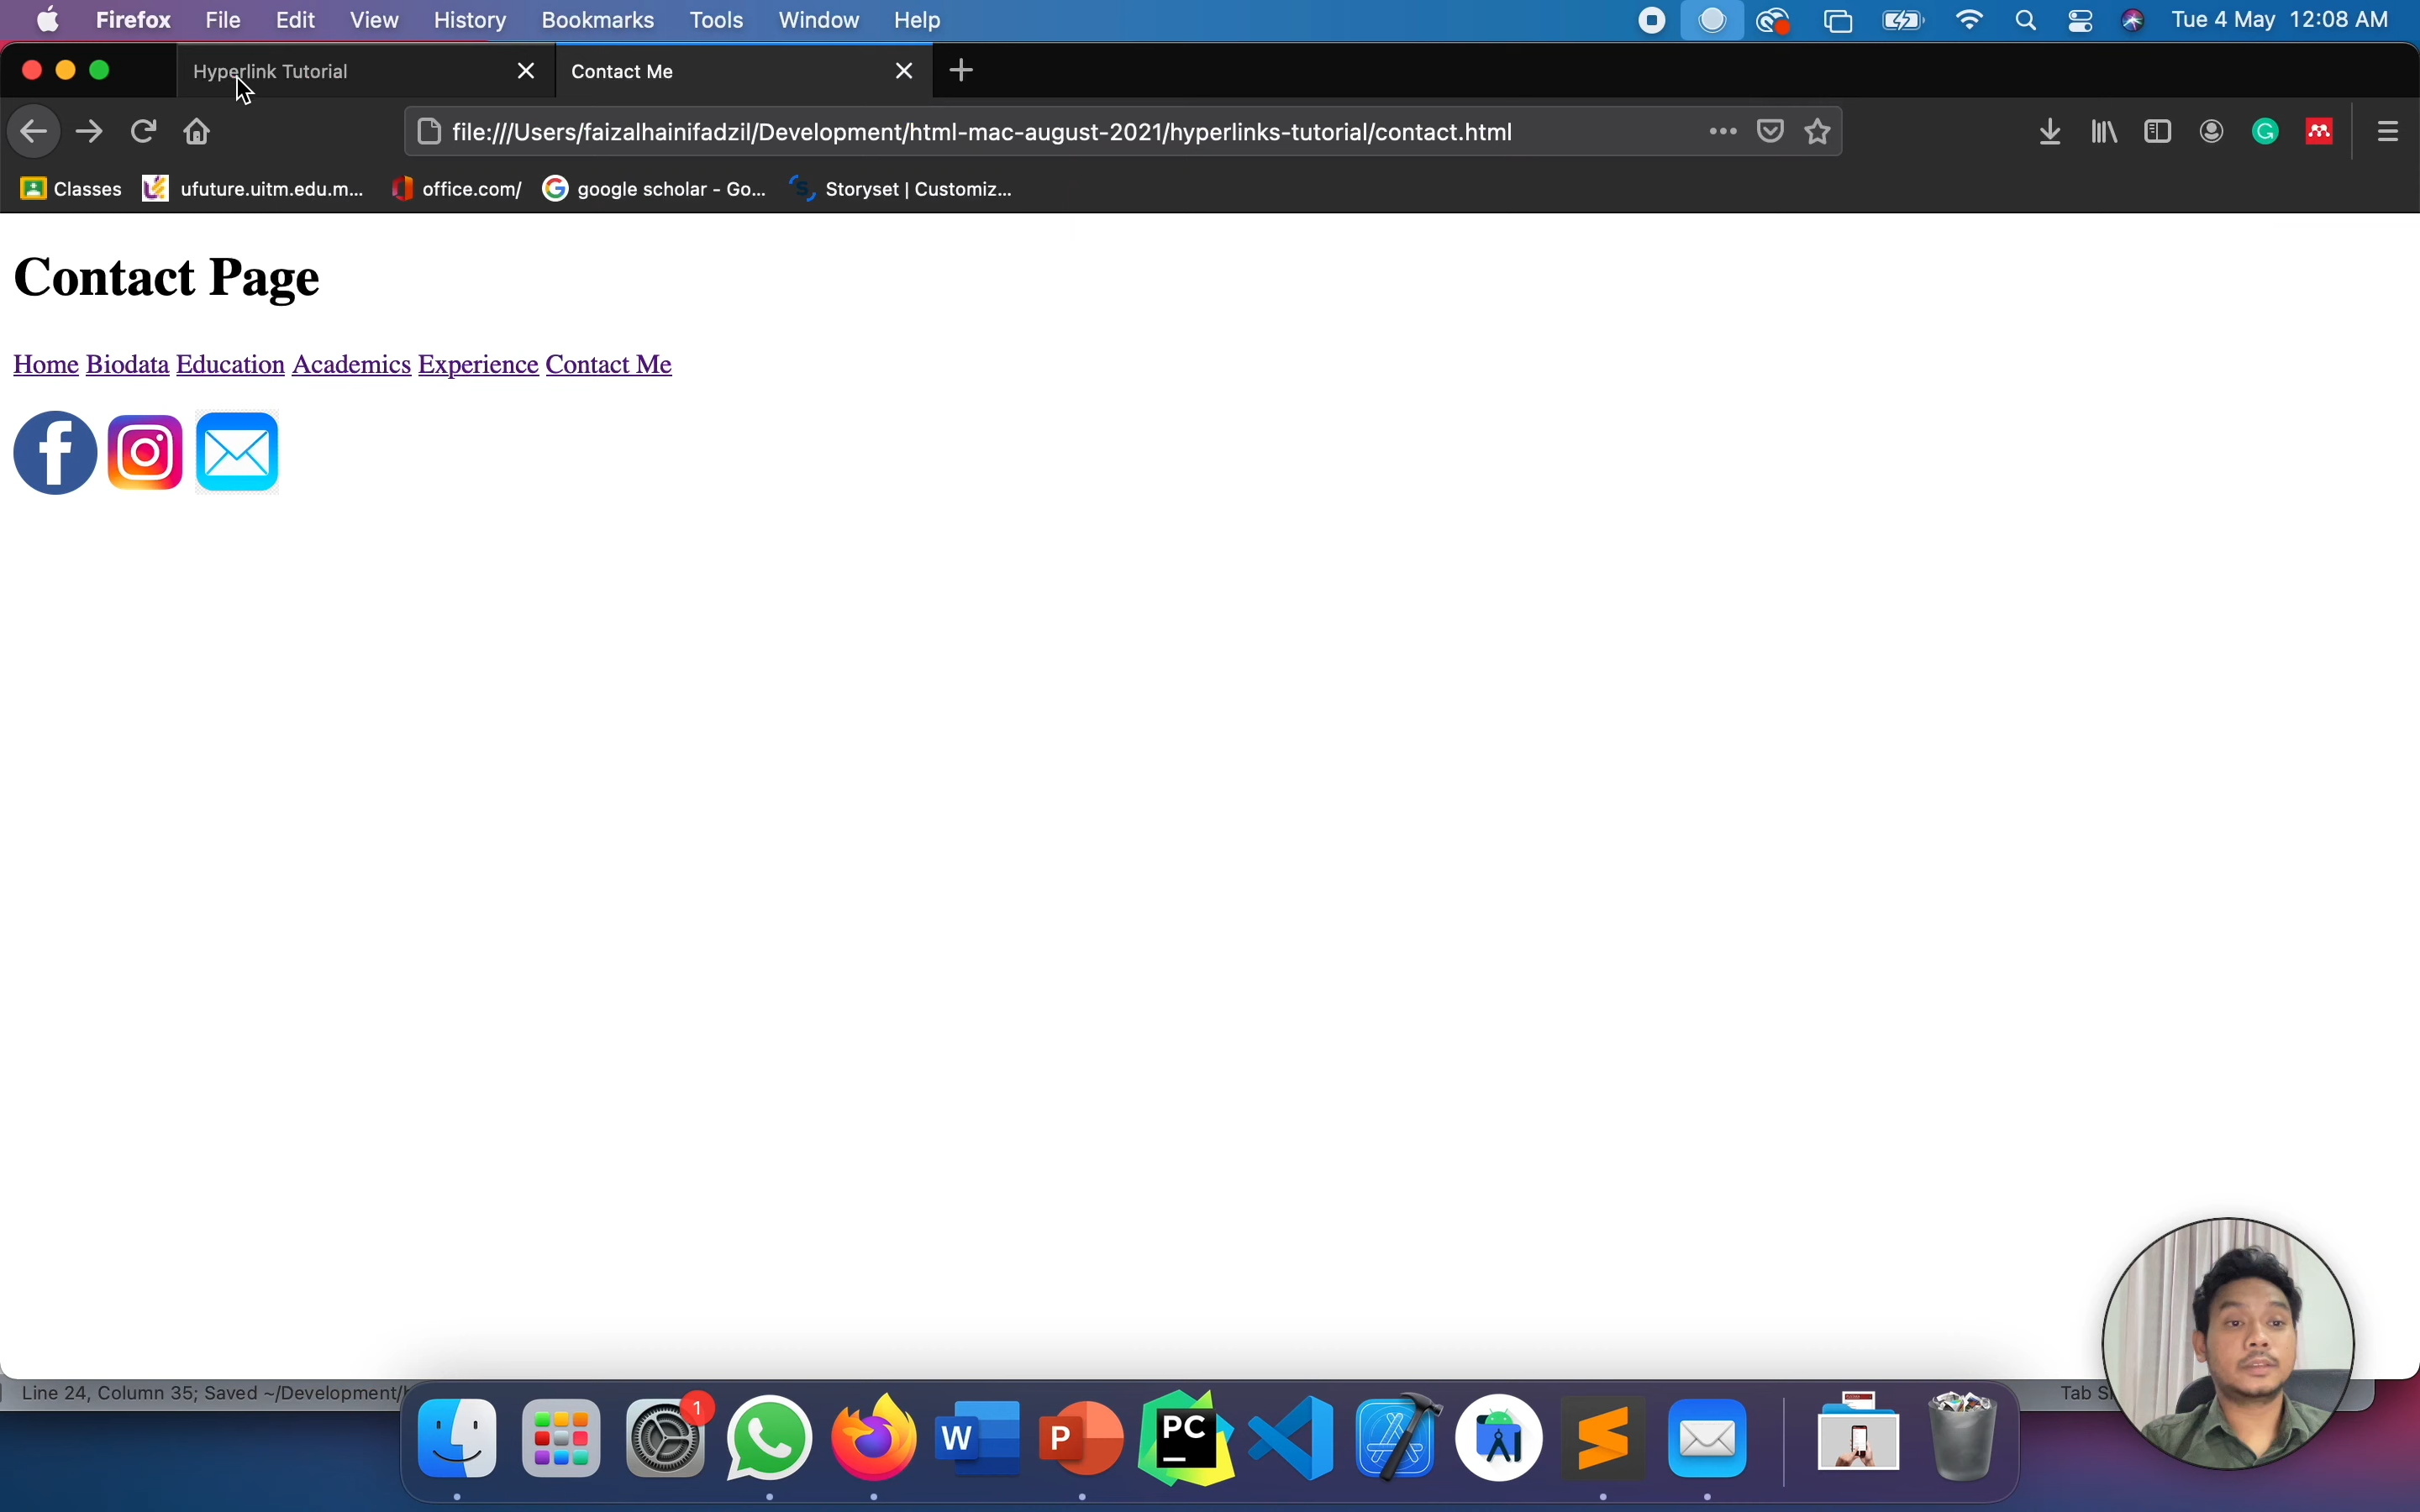 Firefox File Edit View History Bookmarks Tools Window Help Tue 4 May 12:08 AM
Hyperlink Tutorial Contact Me
file:///Users/faizalhainifadzil/Development/html-mac-august-2021/hyperlinks-tutorial/contact.html
Classes ufuture.uitm.edu.m... office.com/ google scholar - Go... Storyset | Customiz...
Contact Page
Home Biodata Education Academics Experience Contact Me
Line 24, Column 35; Saved ~/Development/
Tab
1
W P PC